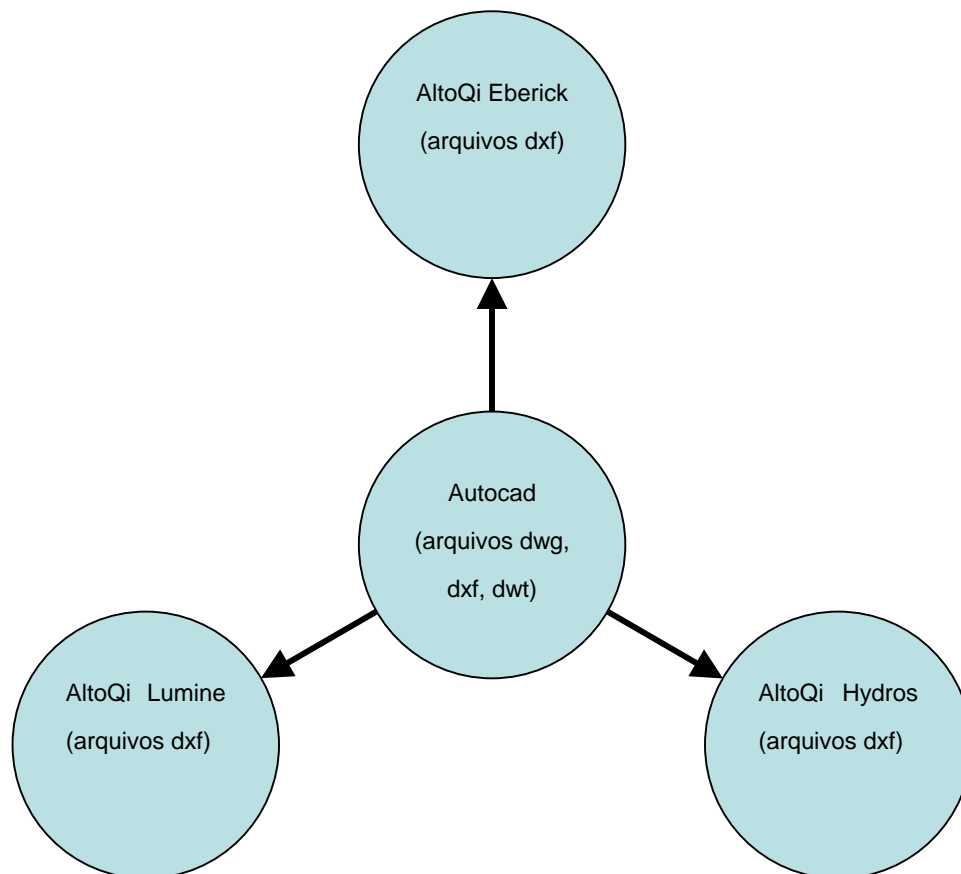 AltoQi Eberick
(arquivos dxf)
Autocad
(arquivos dwg,
dxf, dwt)
AltoQi Lumine
(arquivos dxf)
AltoQi Hydros
(arquivos dxf)